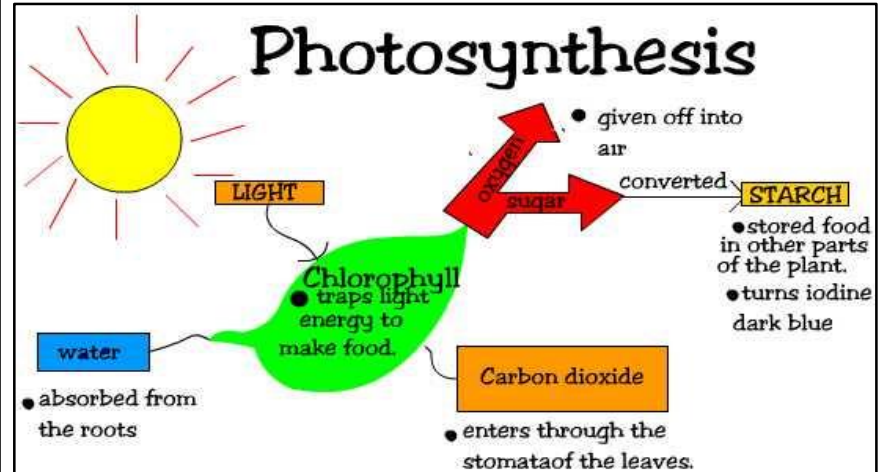 Photosynthesis
● given off into
air
oxygen
sugar
converted
STARCH
● stored food
in other parts
of the plant.
● turns iodine
dark blue
LIGHT
Chlorophyll
● traps light
energy to
make food.
water
● absorbed from
the roots
Carbon dioxide
● enters through the
stomataof the leaves.